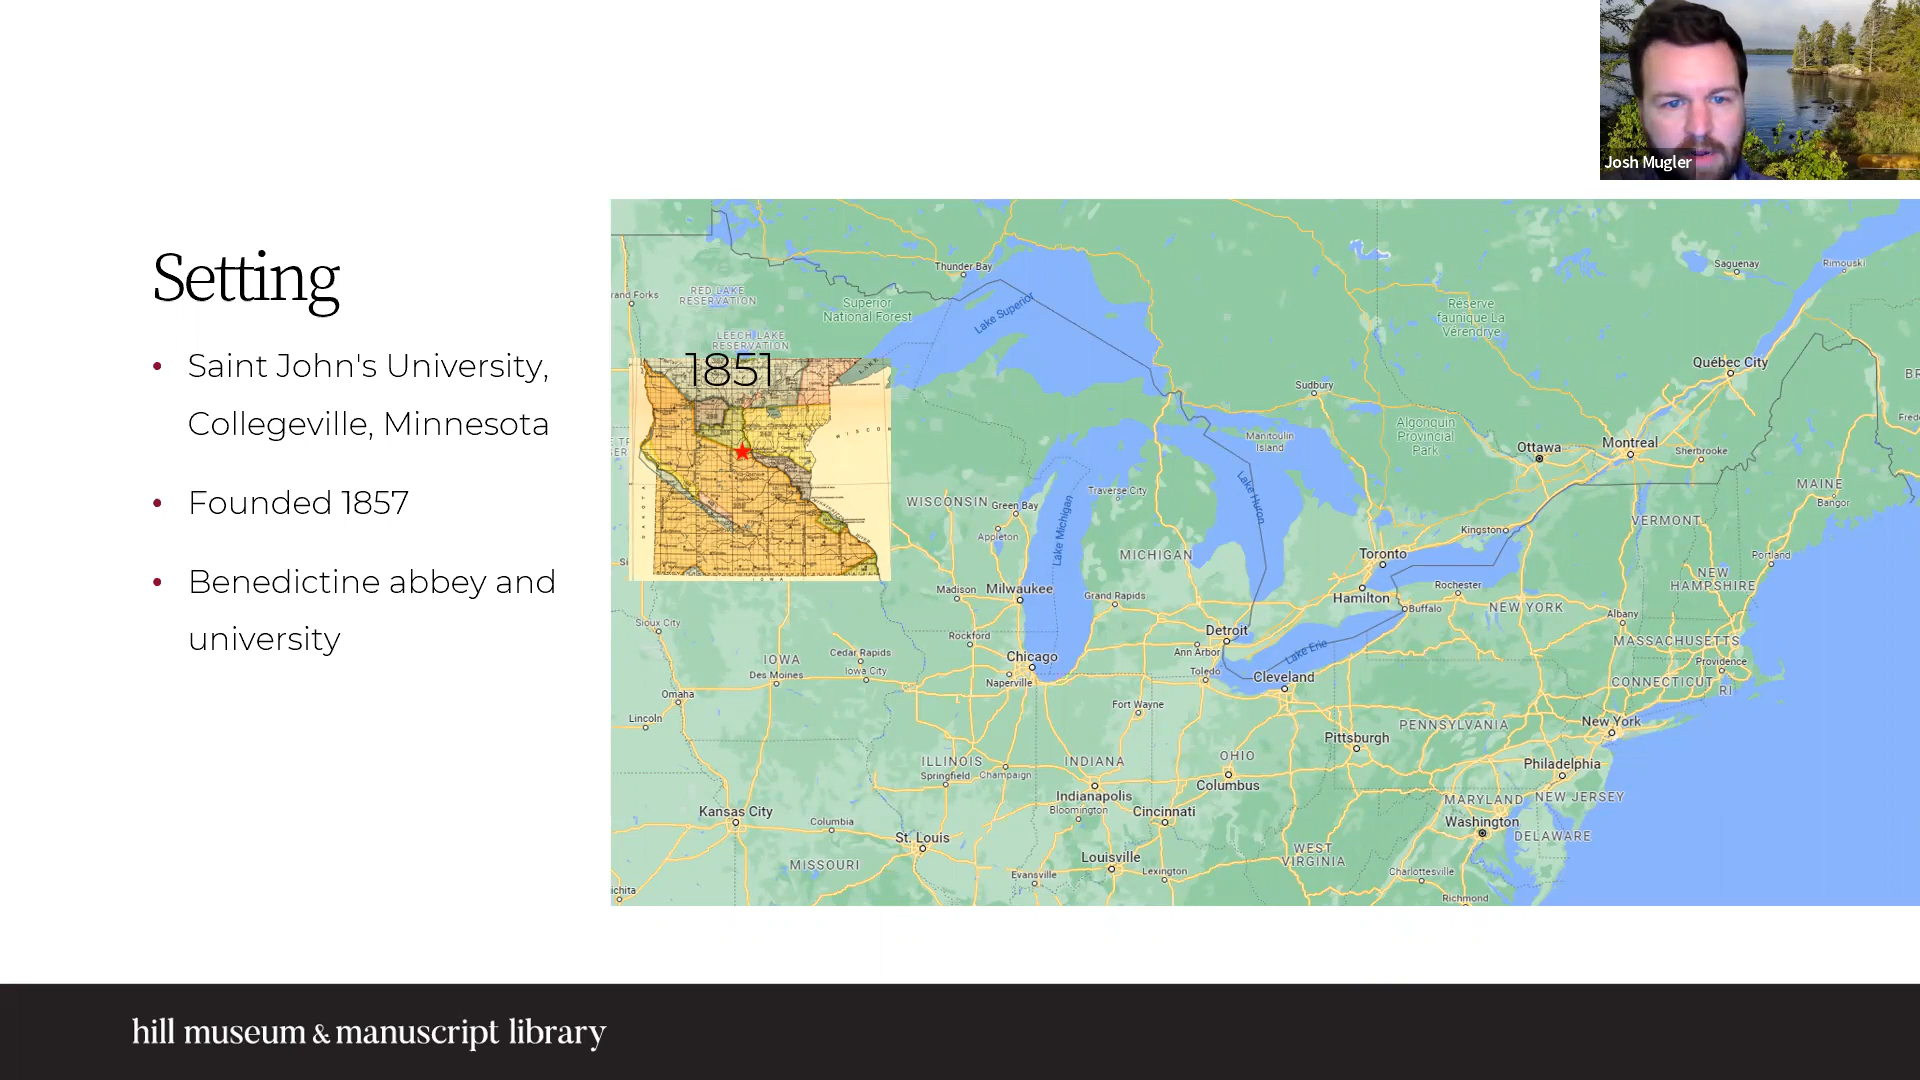 Josh Mugler
Setting
• Saint John's University,
Collegeville, Minnesota
• Founded 1857
• Benedictine abbey and
university
1851
Thunder Bay
Saguenay
Rimouski
rand Forks
RED LAKE
RESERVATION
Superior
National Forest
Lake Superior
Réserve
faunique La
Vérendrye
LEECH LAKE
RESERVATION
Québec City
Sudbury
Manitoulin
Island
Algonquin
Provincial
Park
Ottawa
Montreal
Sherbrooke
MAINE
Bangor
WISCONSIN
Green Bay
Appleton
Traverse City
Lake Michigan
Lake Huron
MICHIGAN
Kingston
VERMONT
Portland
Toronto
NEW
HAMPSHIRE
Madison
Milwaukee
Grand Rapids
Hamilton
Rochester
Buffalo
NEW YORK
Albany
Sioux City
Rockford
Detroit
Ann Arbor
Lake Erie
MASSACHUSETTS
Providence
IOWA
Cedar Rapids
Iowa City
Des Moines
Chicago
Naperville
Toledo
Cleveland
CONNECTICUT
RI
Omaha
Lincoln
Fort Wayne
PENNSYLVANIA
New York
Pittsburgh
ILLINOIS
Springfield
Champaign
INDIANA
OHIO
Philadelphia
Indianapolis
Bloomington
Columbus
MARYLAND
NEW JERSEY
Kansas City
Columbia
Cincinnati
Washington
DELAWARE
St. Louis
MISSOURI
Louisville
Lexington
Evansville
WEST
VIRGINIA
Charlottesville
Richmond
ichita
hill museum & manuscript library